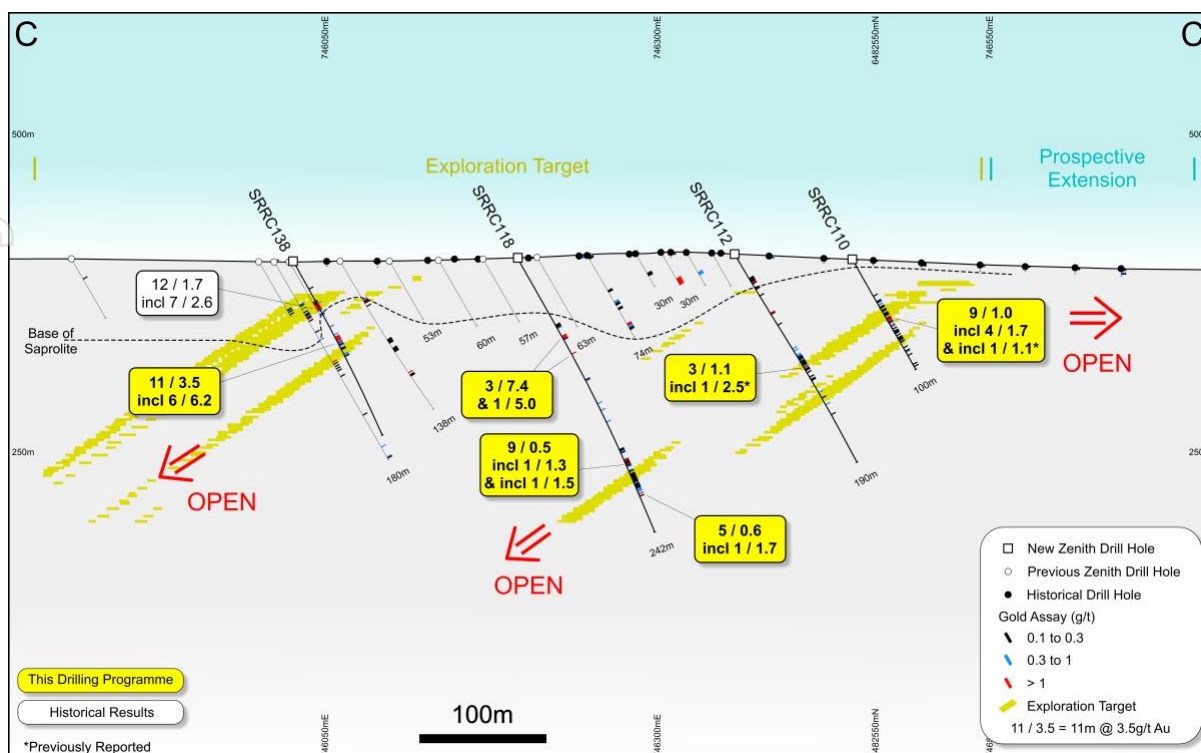 C
C
746050mE
746300mE
6482550mN
746550mE
500m
500
Exploration Target
Prospective
Extension
SRRC138
SRRC118
SRRC112
SRRC110
12 / 1.7
incl 7 / 2.6
Base of
Saprolite
11 / 3.5
incl 6 / 6.2
53m
60m
57m
63m
74m
30m
30m
3 / 7.4
& 1 / 5.0
3 / 1.1
incl 1 / 2.5*
9 / 1.0
incl 4 / 1.7
& incl 1 / 1.1*
OPEN
100m
138m
180m
190m
250m
250
9 / 0.5
incl 1 / 1.3
& incl 1 / 1.5
5 / 0.6
incl 1 / 1.7
242m
OPEN
OPEN
New Zenith Drill Hole
Previous Zenith Drill Hole
Historical Drill Hole
Gold Assay (g/t)
0.1 to 0.3
0.3 to 1
> 1
Exploration Target
11 / 3.5 = 11m @ 3.5g/t Au
This Drilling Programme
Historical Results
*Previously Reported
100m
746050mE
746300mE
6482550mN